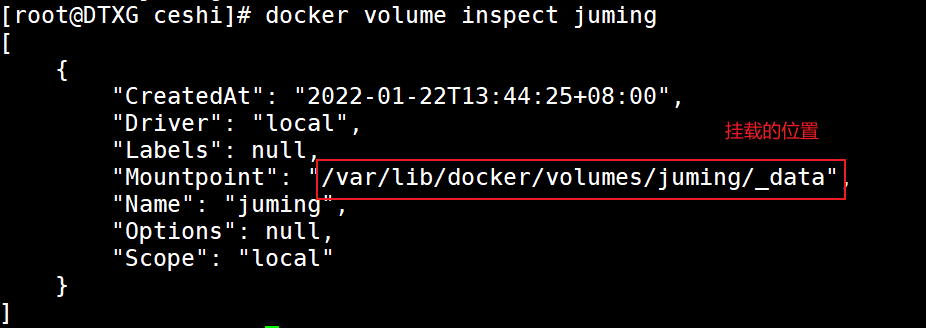 [root@DTXG ceshi]# docker volume inspect juming
[
    {
        "CreatedAt": "2022-01-22T13:44:25+08:00",
        "Driver": "local",
        "Labels": null,
挂载的位置
        "Mountpoint": "/var/lib/docker/volumes/juming/_data",
        "Name": "juming",
        "Options": null,
        "Scope": "local"
    }
]